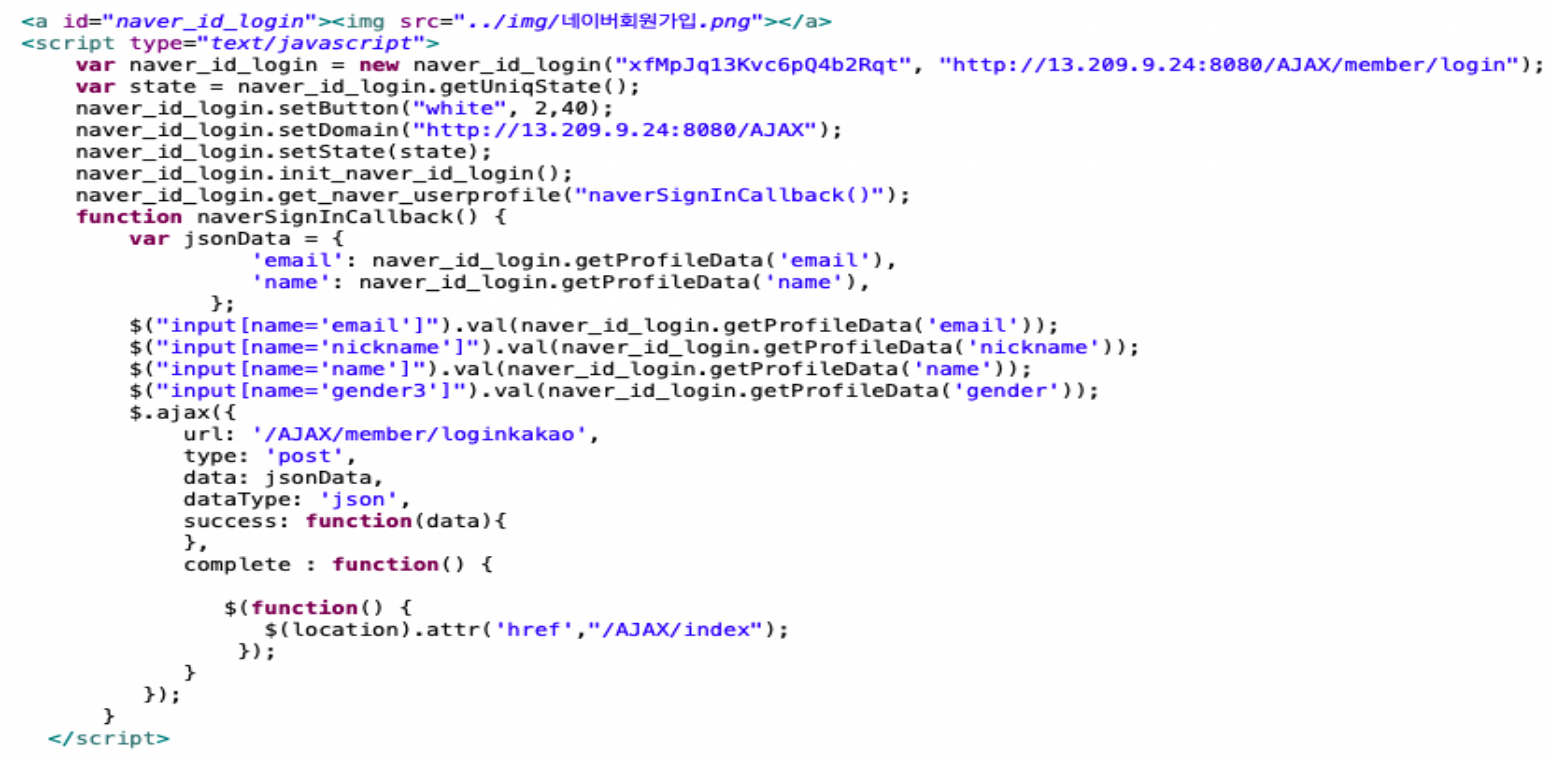 <a id="naver_id_login"><img src="../img/네이버회원가입.png"></a>
<script type="text/javascript">
    var naver_id_login = new naver_id_login("xfMpJq13Kvc6pQ4b2Rqt", "http://13.209.9.24:8080/AJAX/member/login");
    var state = naver_id_login.getUniqState();
    naver_id_login.setButton("white", 2,40);
    naver_id_login.setDomain("http://13.209.9.24:8080/AJAX");
    naver_id_login.setState(state);
    naver_id_login.init_naver_id_login();
    naver_id_login.get_naver_userprofile("naverSignInCallback()");
    function naverSignInCallback() {
        var jsonData = {
                 'email': naver_id_login.getProfileData('email'),
                 'name': naver_id_login.getProfileData('name'),
              };
        $("input[name='email']").val(naver_id_login.getProfileData('email'));
        $("input[name='nickname']").val(naver_id_login.getProfileData('nickname'));
        $("input[name='name']").val(naver_id_login.getProfileData('name'));
        $("input[name='gender3']").val(naver_id_login.getProfileData('gender'));
        $.ajax({
            url: '/AJAX/member/loginkakao',
            type: 'post',
            data: jsonData,
            dataType: 'json',
            success: function(data){
            },
            complete : function() {
               $(function() {
                  $(location).attr('href',"/AJAX/index");
                });
            }
         });
      }
  </script>